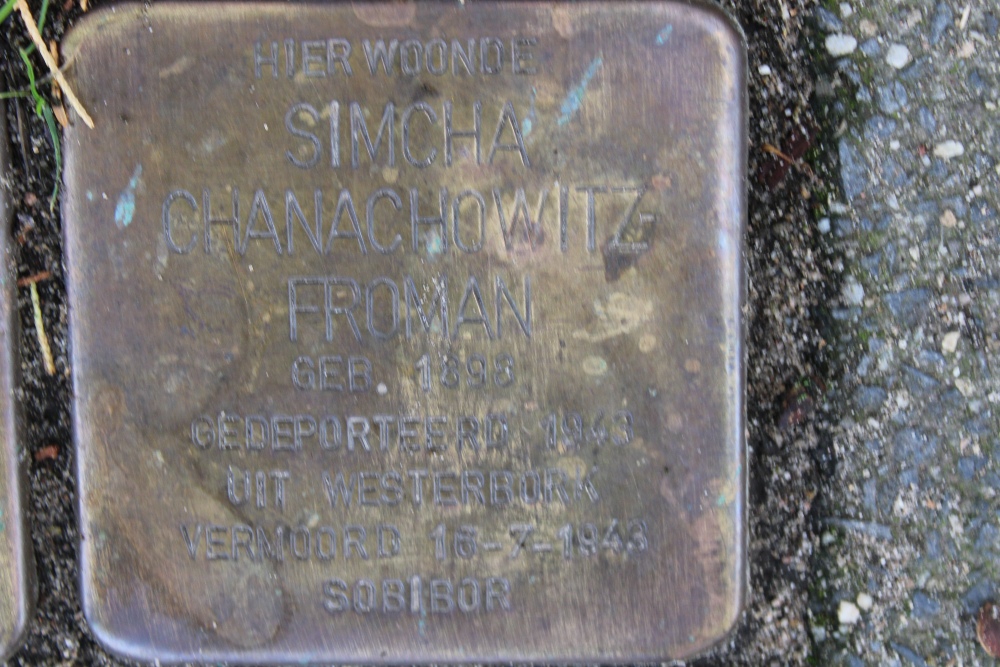 HIER WOONDE
SIMCHA
CHANACHOWITZ-
FROMAN
GEB. 1898
GEDEPORTEERD 1943
UIT WESTERBORK
VERMOORD 16-7-1943
SOBIBOR